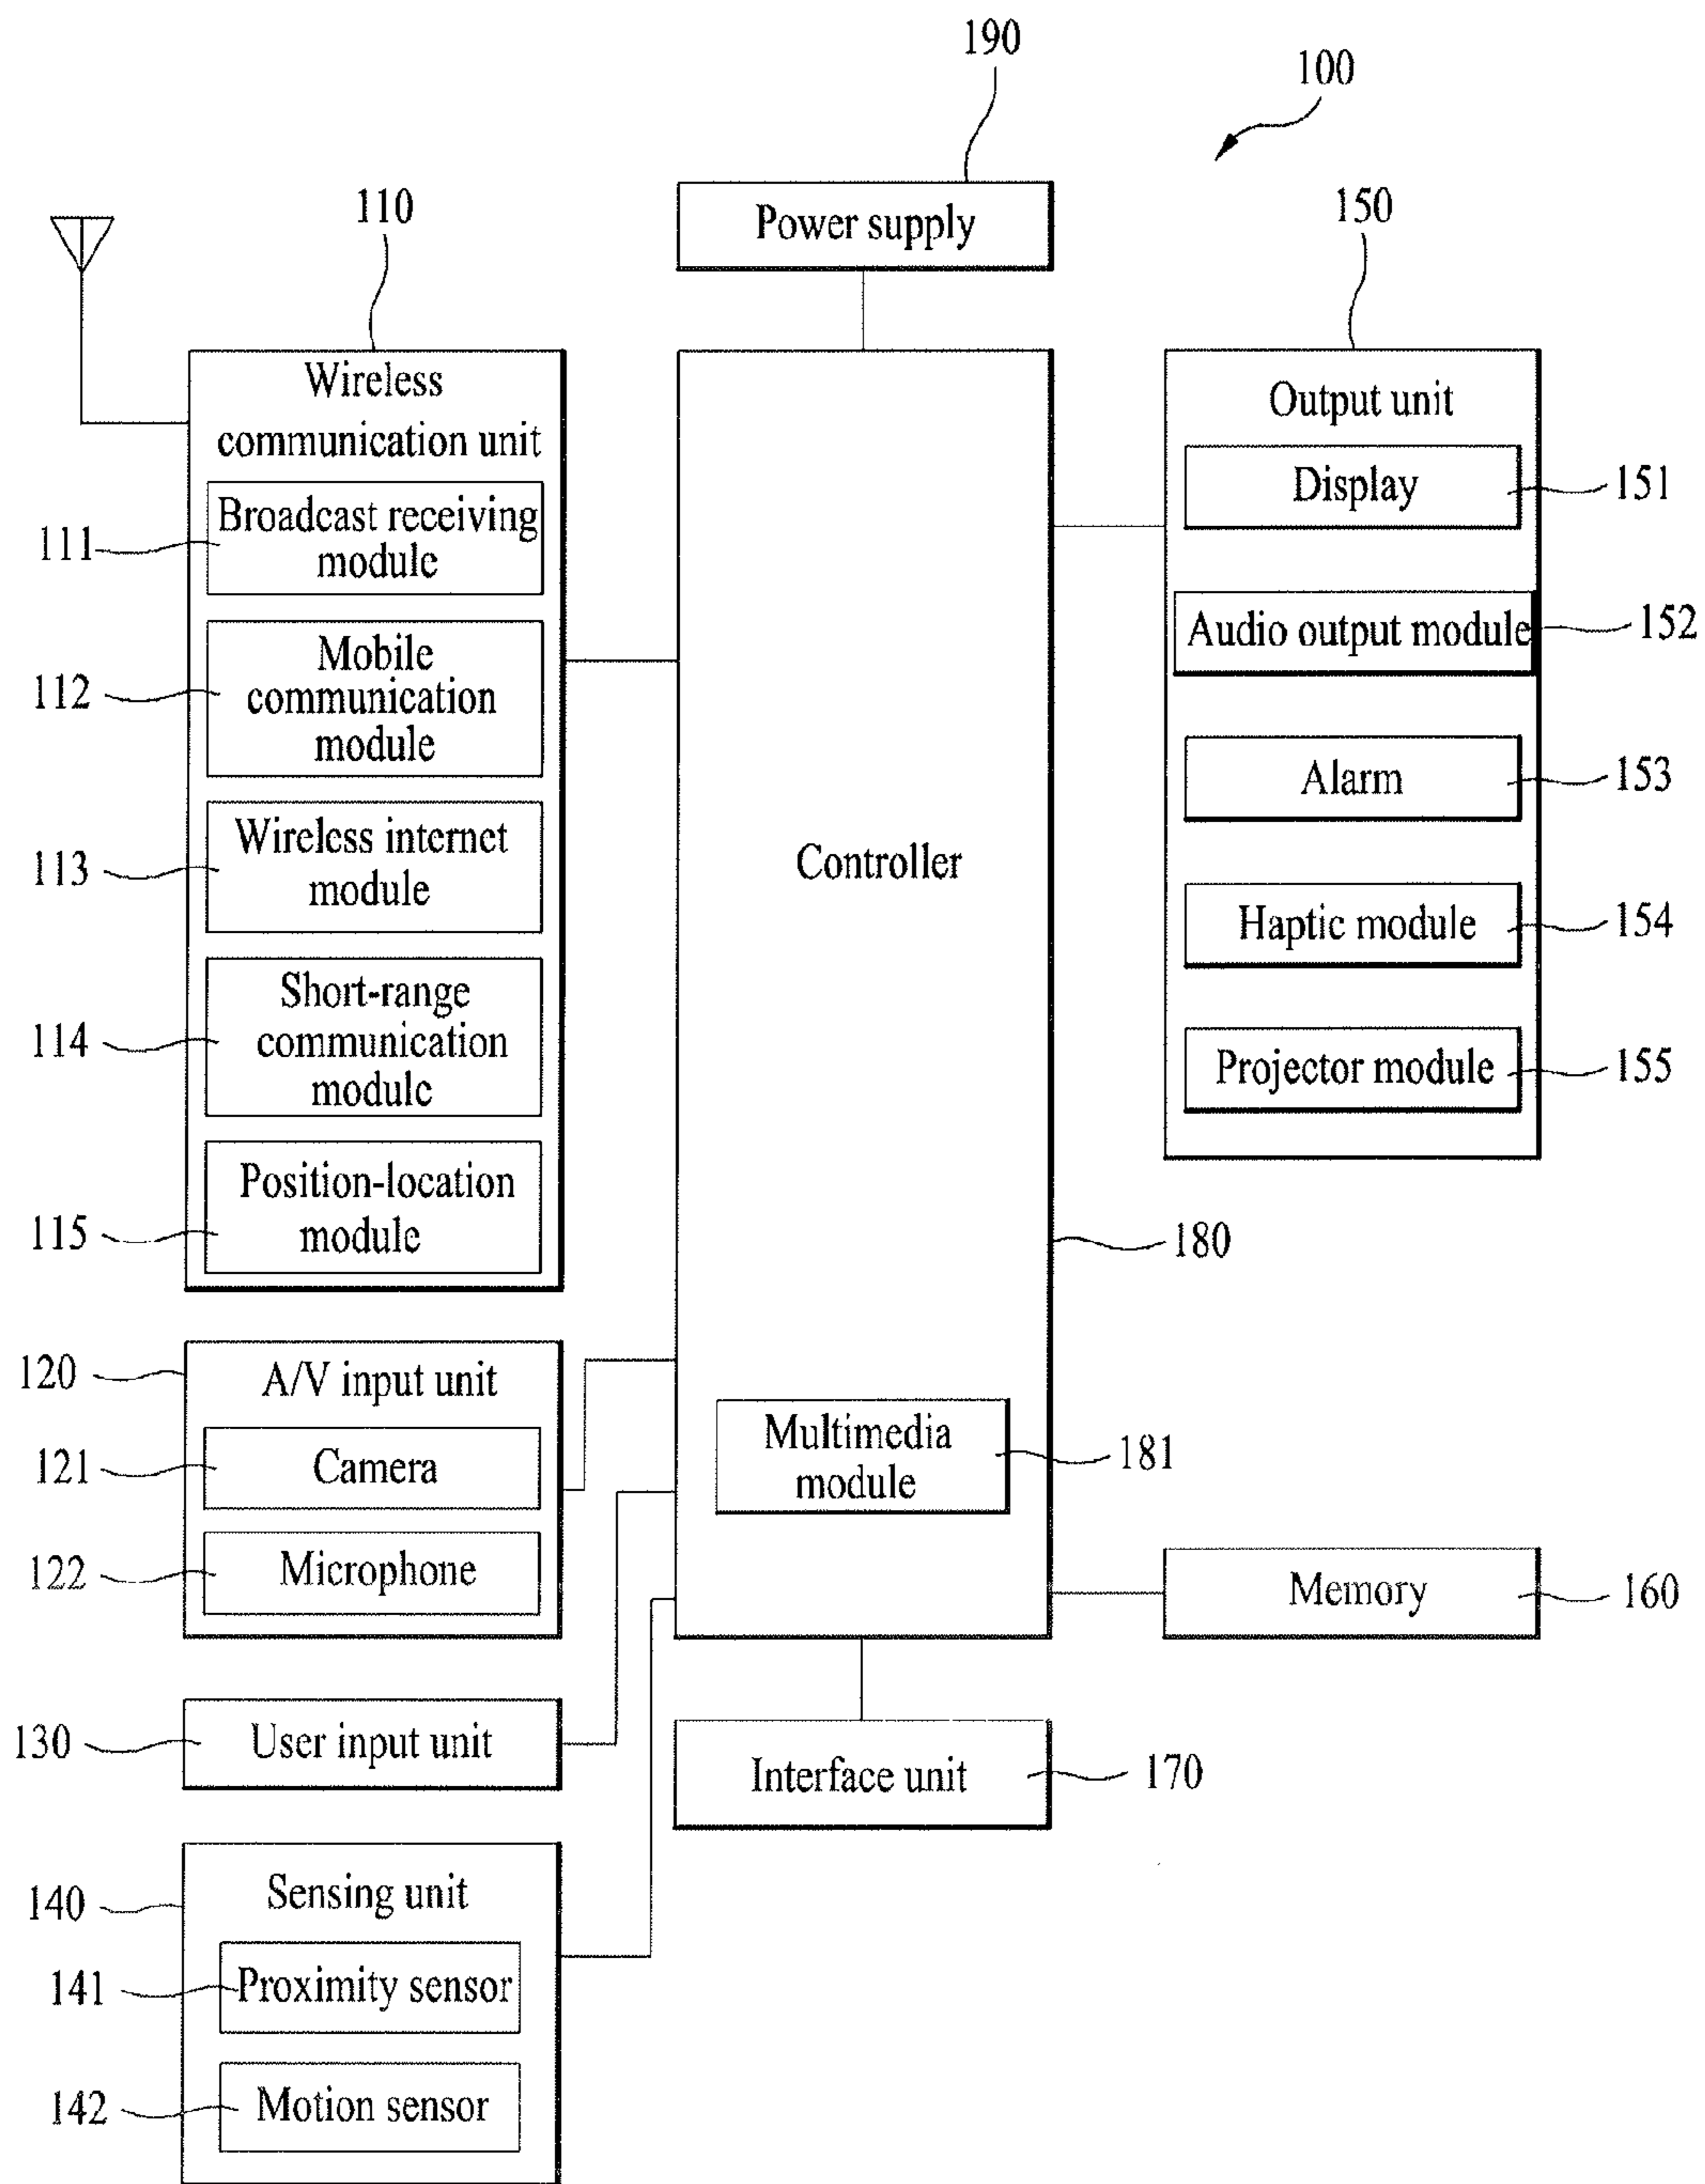 190
100
Power supply
110
150
Wireless
communication unit
111
Broadcast receiving
module
112
Mobile
communication
module
113
Wireless internet
module
114
Short-range
communication
module
115
Position-location
module
120
A/V input unit
121
Camera
122
Microphone
130
User input unit
140
Sensing unit
141
Proximity sensor
142
Motion sensor
Controller
180
Multimedia
module
181
Interface unit
170
Output unit
Display
151
Audio output module
152
Alarm
153
Haptic module
154
Projector module
155
Memory
160